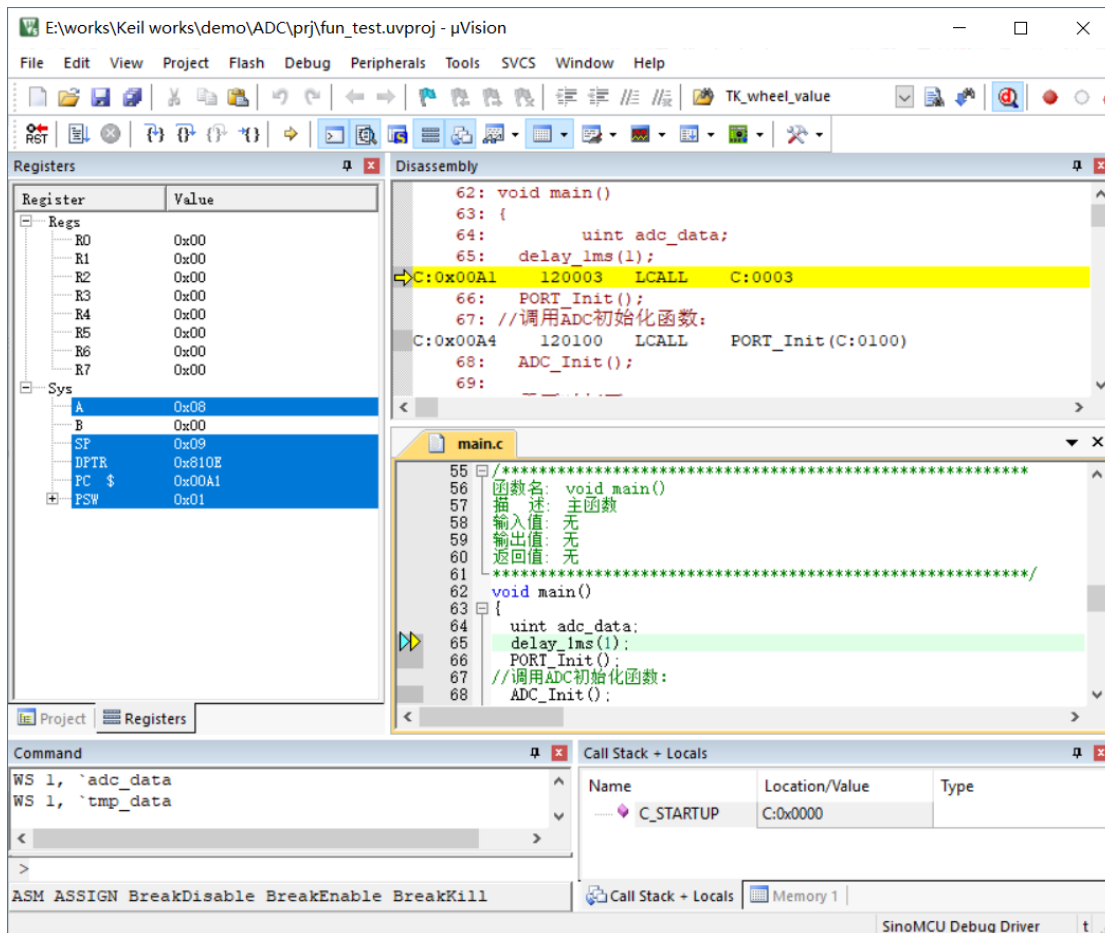 E:\works\Keil works\demo\ADC\prj\fun_test.uvproj - µVision
File Edit View Project Flash Debug Peripherals Tools SVCS Window Help
TK_wheel_value
RST
Registers
Register Value
Regs
R0 0x00
R1 0x00
R2 0x00
R3 0x00
R4 0x00
R5 0x00
R6 0x00
R7 0x00
Sys
A 0x08
B 0x00
SP 0x09
DPTR 0x810E
PC $ 0x00A1
PSW 0x01
Project Registers
Disassembly
62: void main()
63: {
64: uint adc_data;
65: delay_1ms(1);
C:0x00A1 120003 LCALL C:0003
66: PORT_Init();
67: //调用ADC初始化函数:
C:0x00A4 120100 LCALL PORT_Init(C:0100)
68: ADC_Init();
69:
main.c
55 /*********************************************************
56 函数名: void main()
57 描 述: 主函数
58 输入值: 无
59 输出值: 无
60 返回值: 无
61 **********************************************************/
62 void main()
63 {
64 uint adc_data;
65 delay_1ms(1);
66 PORT_Init();
67 //调用ADC初始化函数:
68 ADC_Init();
Command
WS 1, `adc_data
WS 1, `tmp_data
>
ASM ASSIGN BreakDisable BreakEnable BreakKill
Call Stack + Locals
Name Location/Value Type
C_STARTUP C:0x0000
Call Stack + Locals Memory 1
SinoMCU Debug Driver t